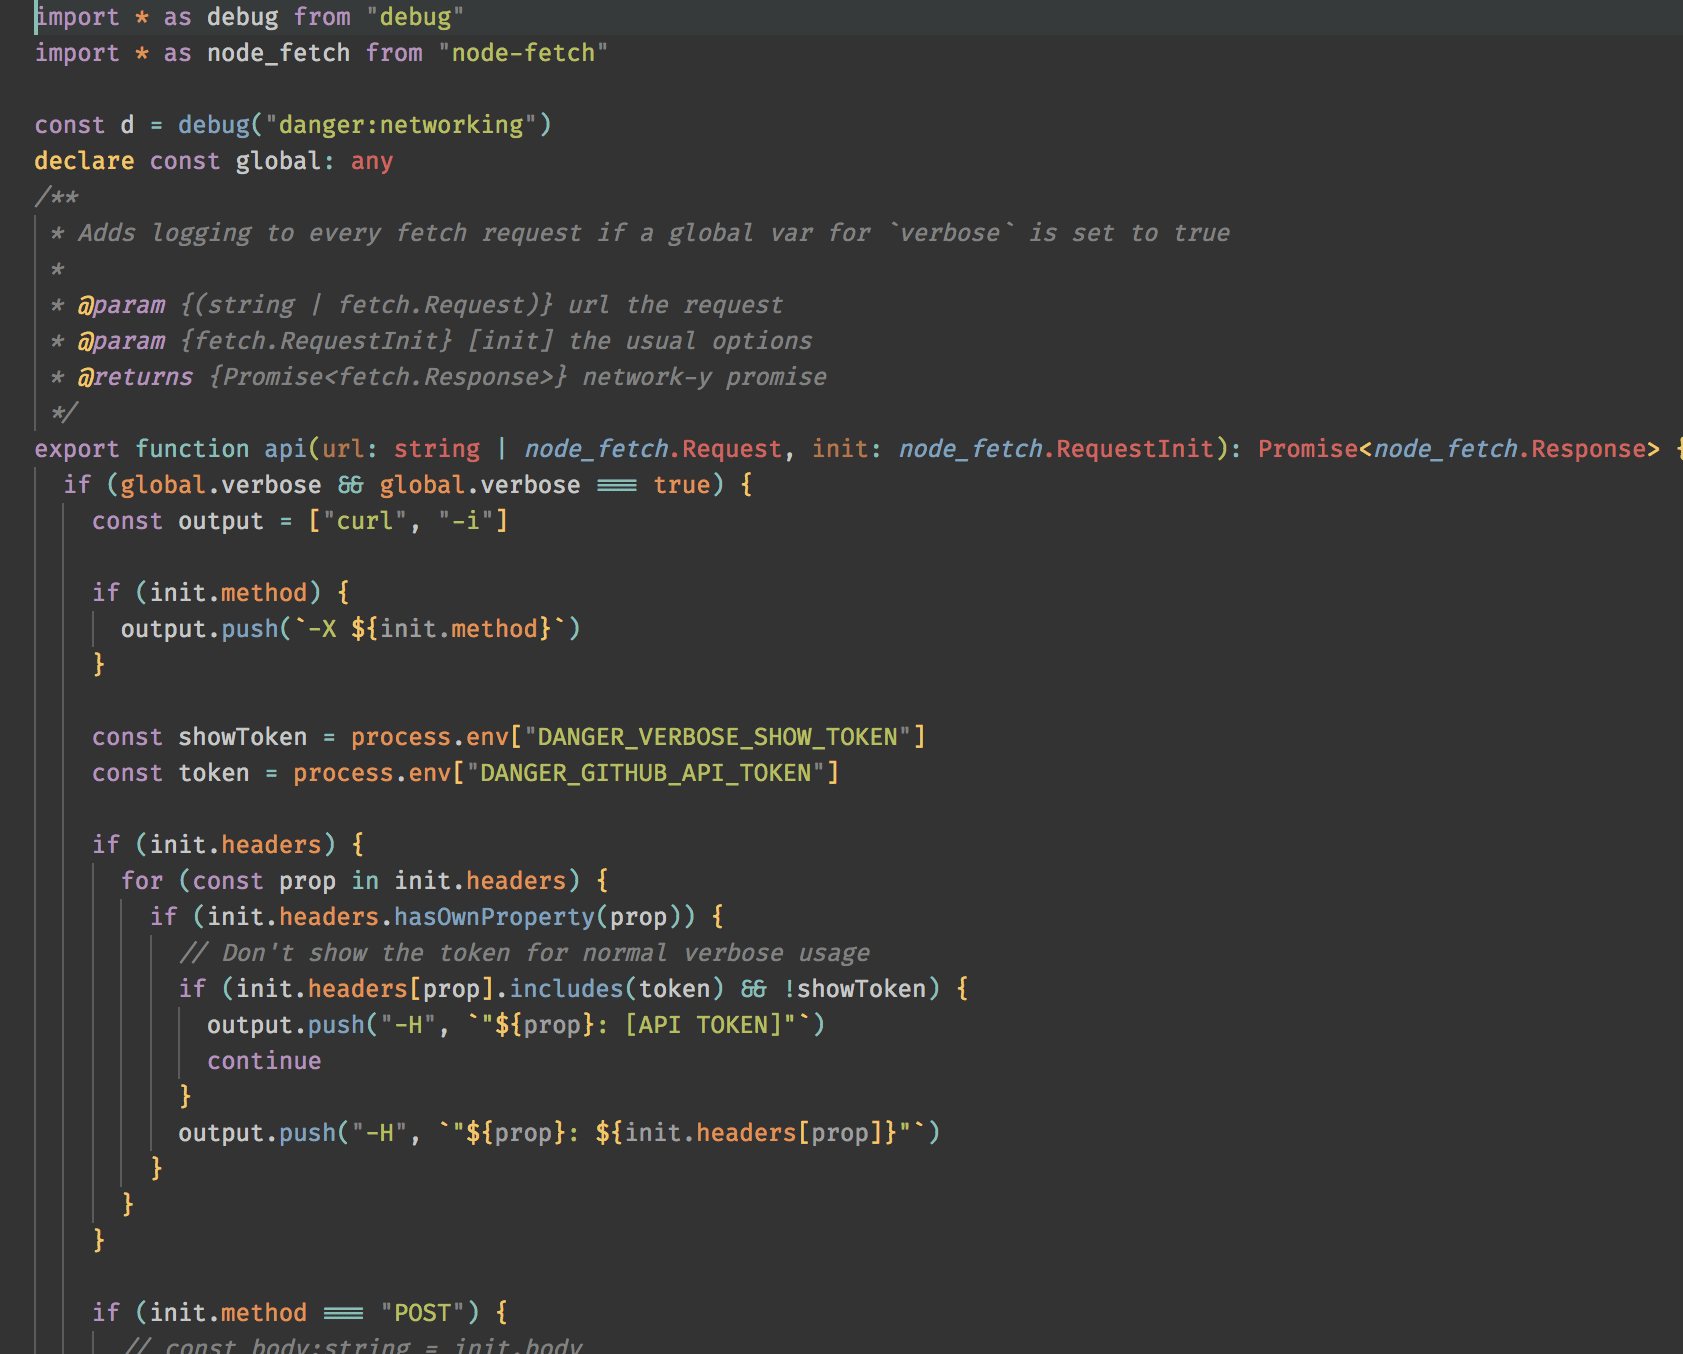 import * as debug from "debug"
import * as node_fetch from "node-fetch"

const d = debug("danger:networking")
declare const global: any
/**
 * Adds logging to every fetch request if a global var for `verbose` is set to true
 *
 * @param {(string | fetch.Request)} url the request
 * @param {fetch.RequestInit} [init] the usual options
 * @returns {Promise<fetch.Response>} network-y promise
 */
export function api(url: string | node_fetch.Request, init: node_fetch.RequestInit): Promise<node_fetch.Response> {
  if (global.verbose && global.verbose === true) {
    const output = ["curl", "-i"]

    if (init.method) {
      output.push(`-X ${init.method}`)
    }

    const showToken = process.env["DANGER_VERBOSE_SHOW_TOKEN"]
    const token = process.env["DANGER_GITHUB_API_TOKEN"]

    if (init.headers) {
      for (const prop in init.headers) {
        if (init.headers.hasOwnProperty(prop)) {
          // Don't show the token for normal verbose usage
          if (init.headers[prop].includes(token) && !showToken) {
            output.push("-H", `"${prop}: [API TOKEN]"`)
            continue
          }
          output.push("-H", `"${prop}: ${init.headers[prop]}"`)
        }
      }
    }

    if (init.method === "POST") {
      // const body:string = init.body